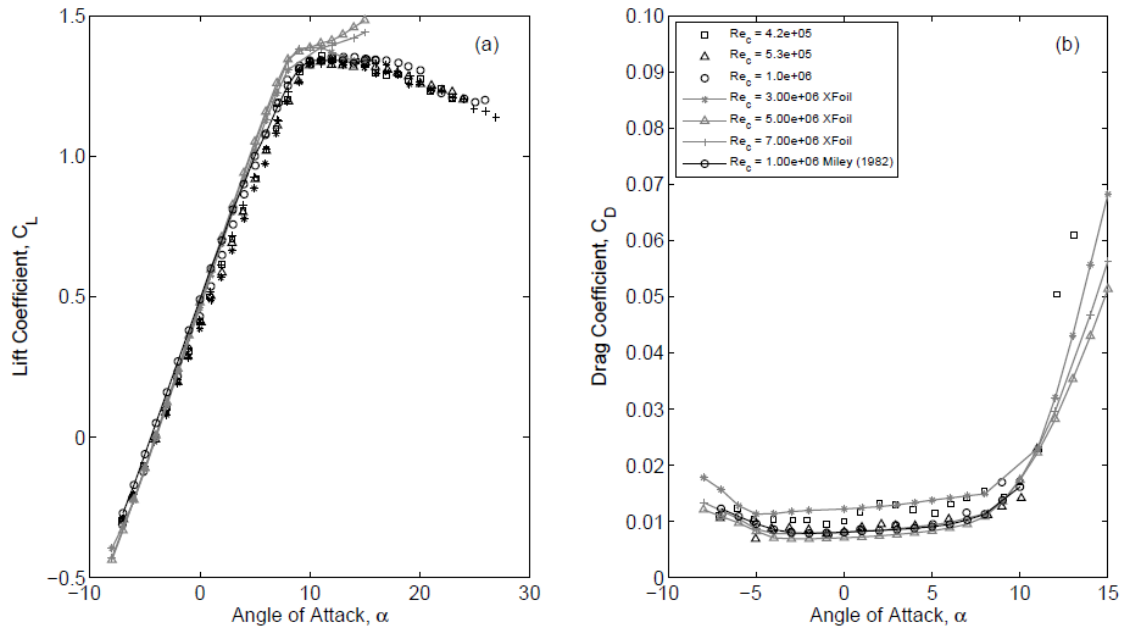 (a)
1.5
1.0
0.5
0
−0.5
−10
0
10
20
30
Lift Coefficient, C_L
Angle of Attack, α
(b)
Re_c = 4.2e+05
Re_c = 5.3e+05
Re_c = 1.0e+06
Re_c = 3.00e+06 XFoil
Re_c = 5.00e+06 XFoil
Re_c = 7.00e+06 XFoil
Re_c = 1.00e+06 Miley (1982)
0.10
0.09
0.08
0.07
0.06
0.05
0.04
0.03
0.02
0.01
0
−10
−5
0
5
10
15
Drag Coefficient, C_D
Angle of Attack, α